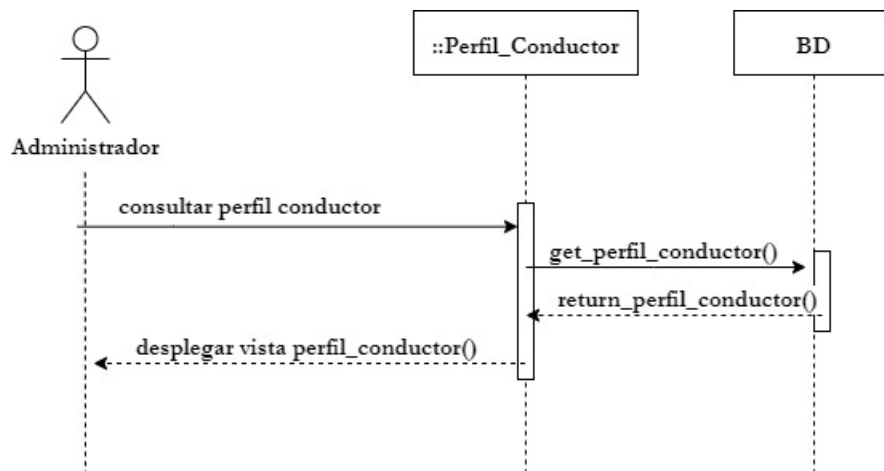 ::Perfil_Conductor
BD
Administrador
consultar perfil conductor
get_perfil_conductor()
return_perfil_conductor()
desplegar vista perfil_conductor()